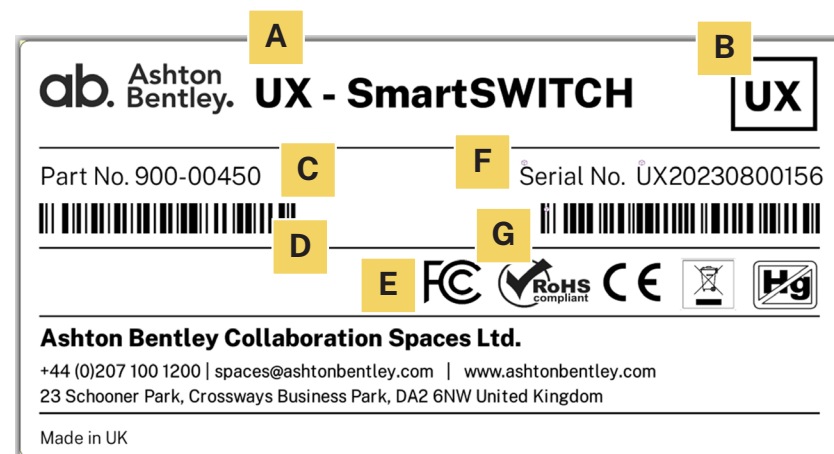 A
B
ab. Ashton Bentley. UX - SmartSWITCH UX
C
F
Part No. 900-00450 Serial No. UX20230800156
D
G
E
FC RoHS compliant CE Hg
Ashton Bentley Collaboration Spaces Ltd.
+44 (0)207 100 1200 | spaces@ashtonbentley.com | www.ashtonbentley.com
23 Schooner Park, Crossways Business Park, DA2 6NW United Kingdom
Made in UK